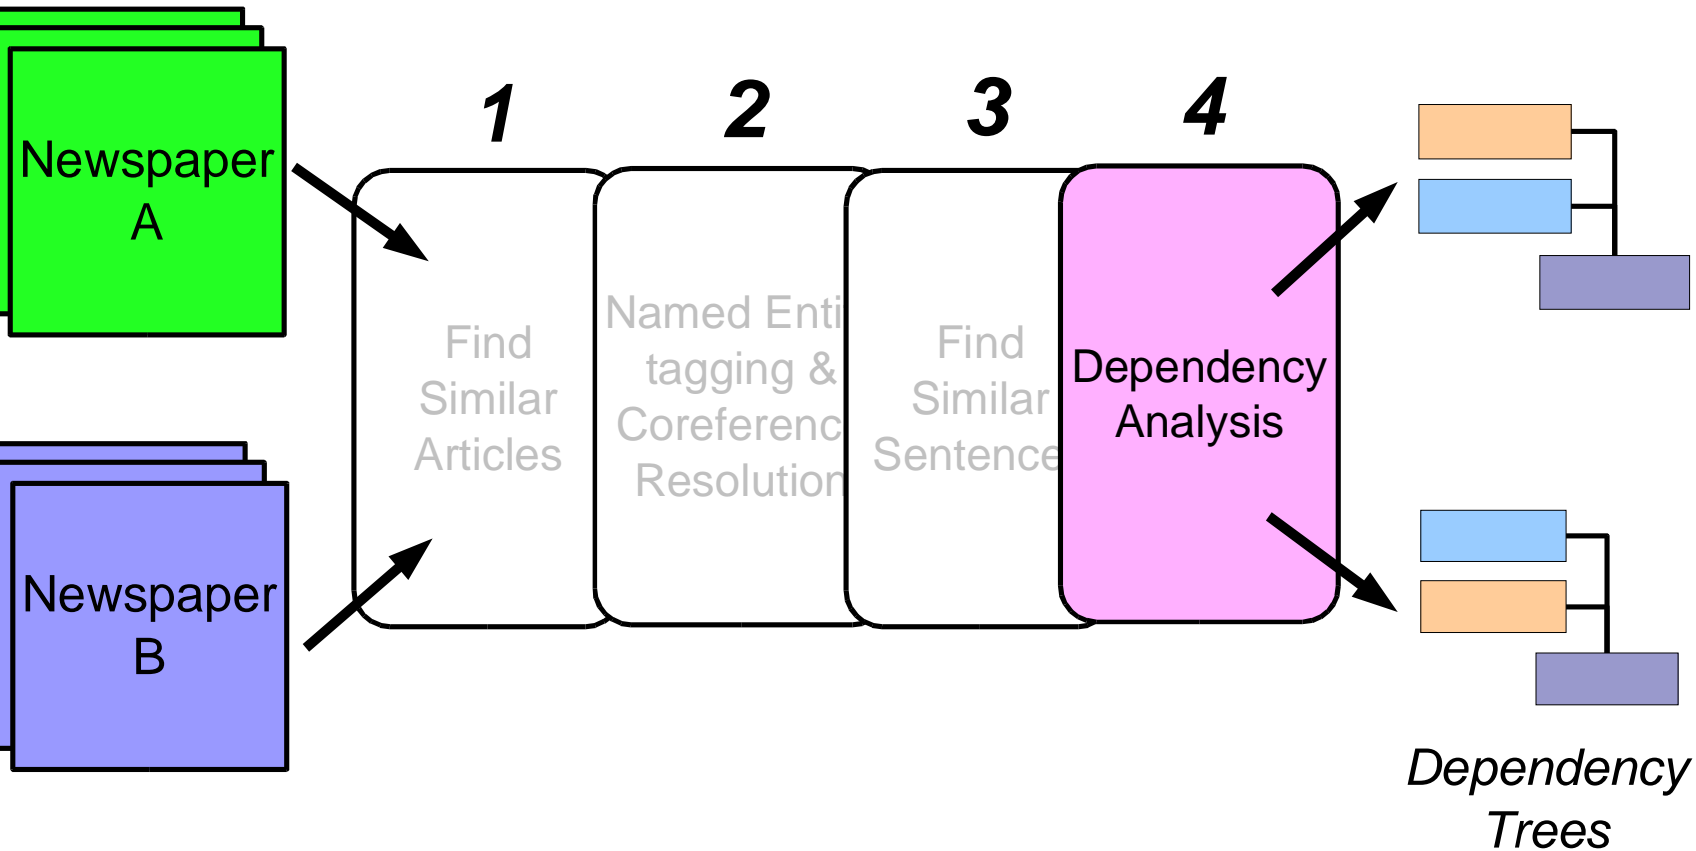 1
2
3
4
Newspaper
A
Newspaper
B
Find
Similar
Articles
Named Enti
tagging &
Coreferenc
Resolution
Find
Similar
Sentence
Dependency
Analysis
Dependency
Trees